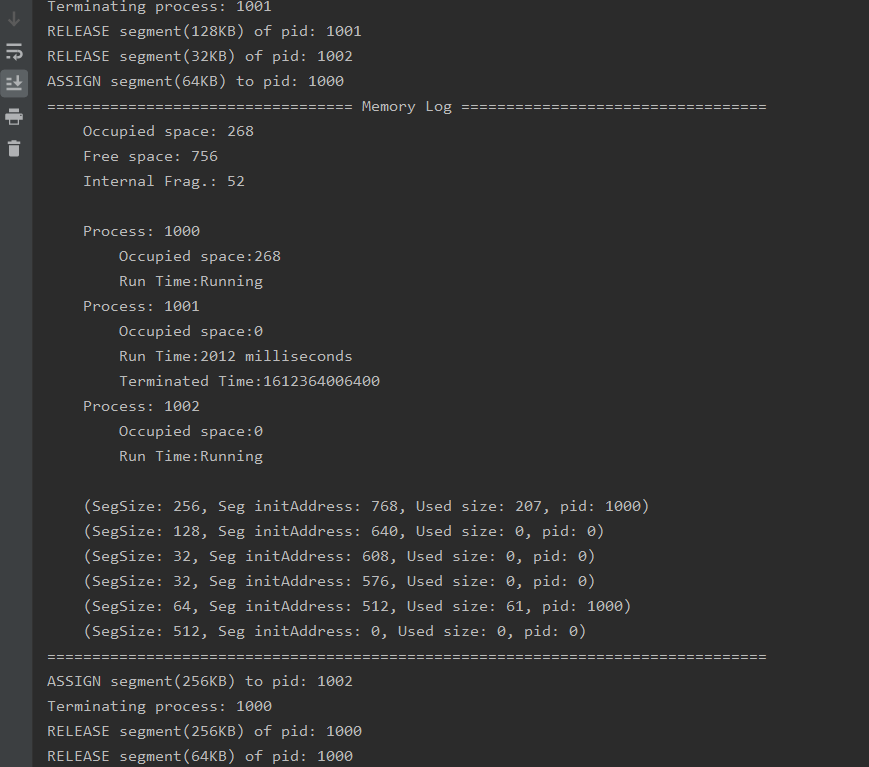 Terminating process: 1001
RELEASE segment(128KB) of pid: 1001
RELEASE segment(32KB) of pid: 1002
ASSIGN segment(64KB) to pid: 1000
================================== Memory Log ==================================
Occupied space: 268
Free space: 756
Internal Frag.: 52
Process: 1000
Occupied space:268
Run Time:Running
Process: 1001
Occupied space:0
Run Time:2012 milliseconds
Terminated Time:1612364006400
Process: 1002
Occupied space:0
Run Time:Running
(SegSize: 256, Seg initAddress: 768, Used size: 207, pid: 1000)
(SegSize: 128, Seg initAddress: 640, Used size: 0, pid: 0)
(SegSize: 32, Seg initAddress: 608, Used size: 0, pid: 0)
(SegSize: 32, Seg initAddress: 576, Used size: 0, pid: 0)
(SegSize: 64, Seg initAddress: 512, Used size: 61, pid: 1000)
(SegSize: 512, Seg initAddress: 0, Used size: 0, pid: 0)
================================================================================
ASSIGN segment(256KB) to pid: 1002
Terminating process: 1000
RELEASE segment(256KB) of pid: 1000
RELEASE segment(64KB) of pid: 1000